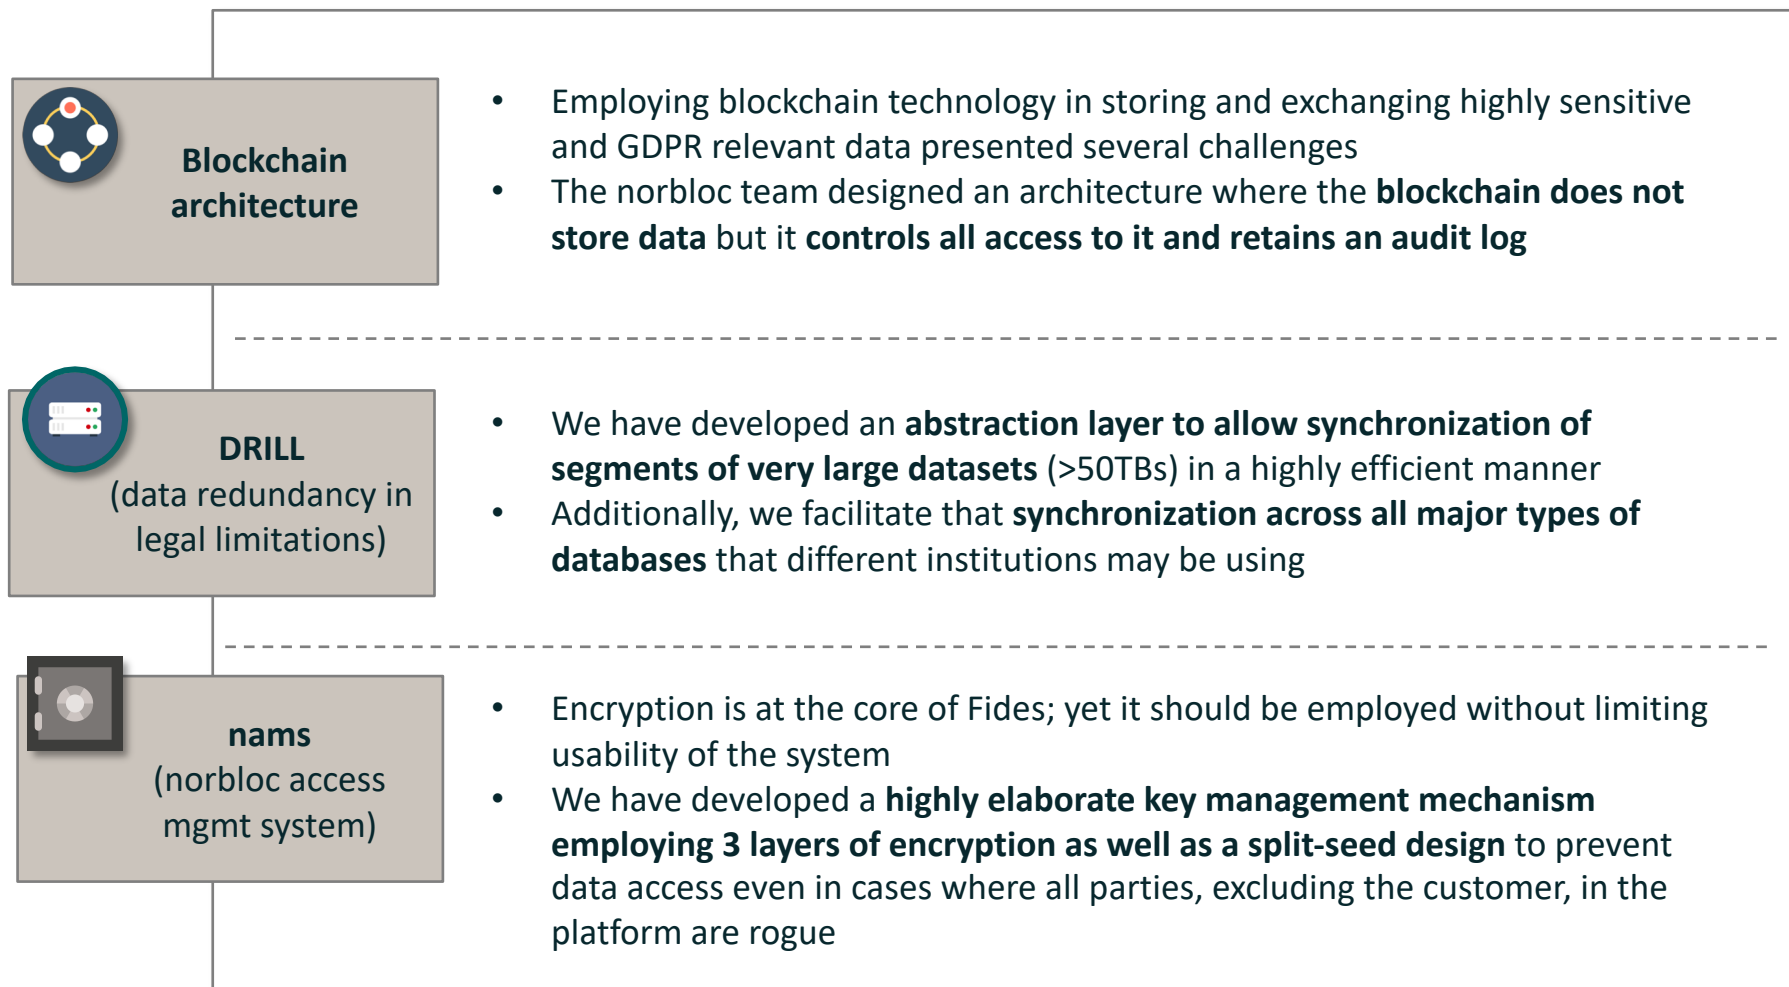 Blockchain
architecture
• Employing blockchain technology in storing and exchanging highly sensitive
and GDPR relevant data presented several challenges
• The norbloc team designed an architecture where the blockchain does not
store data but it controls all access to it and retains an audit log
DRILL
(data redundancy in
legal limitations)
• We have developed an abstraction layer to allow synchronization of
segments of very large datasets (>50TBs) in a highly efficient manner
• Additionally, we facilitate that synchronization across all major types of
databases that different institutions may be using
nams
(norbloc access
mgmt system)
• Encryption is at the core of Fides; yet it should be employed without limiting
usability of the system
• We have developed a highly elaborate key management mechanism
employing 3 layers of encryption as well as a split-seed design to prevent
data access even in cases where all parties, excluding the customer, in the
platform are rogue